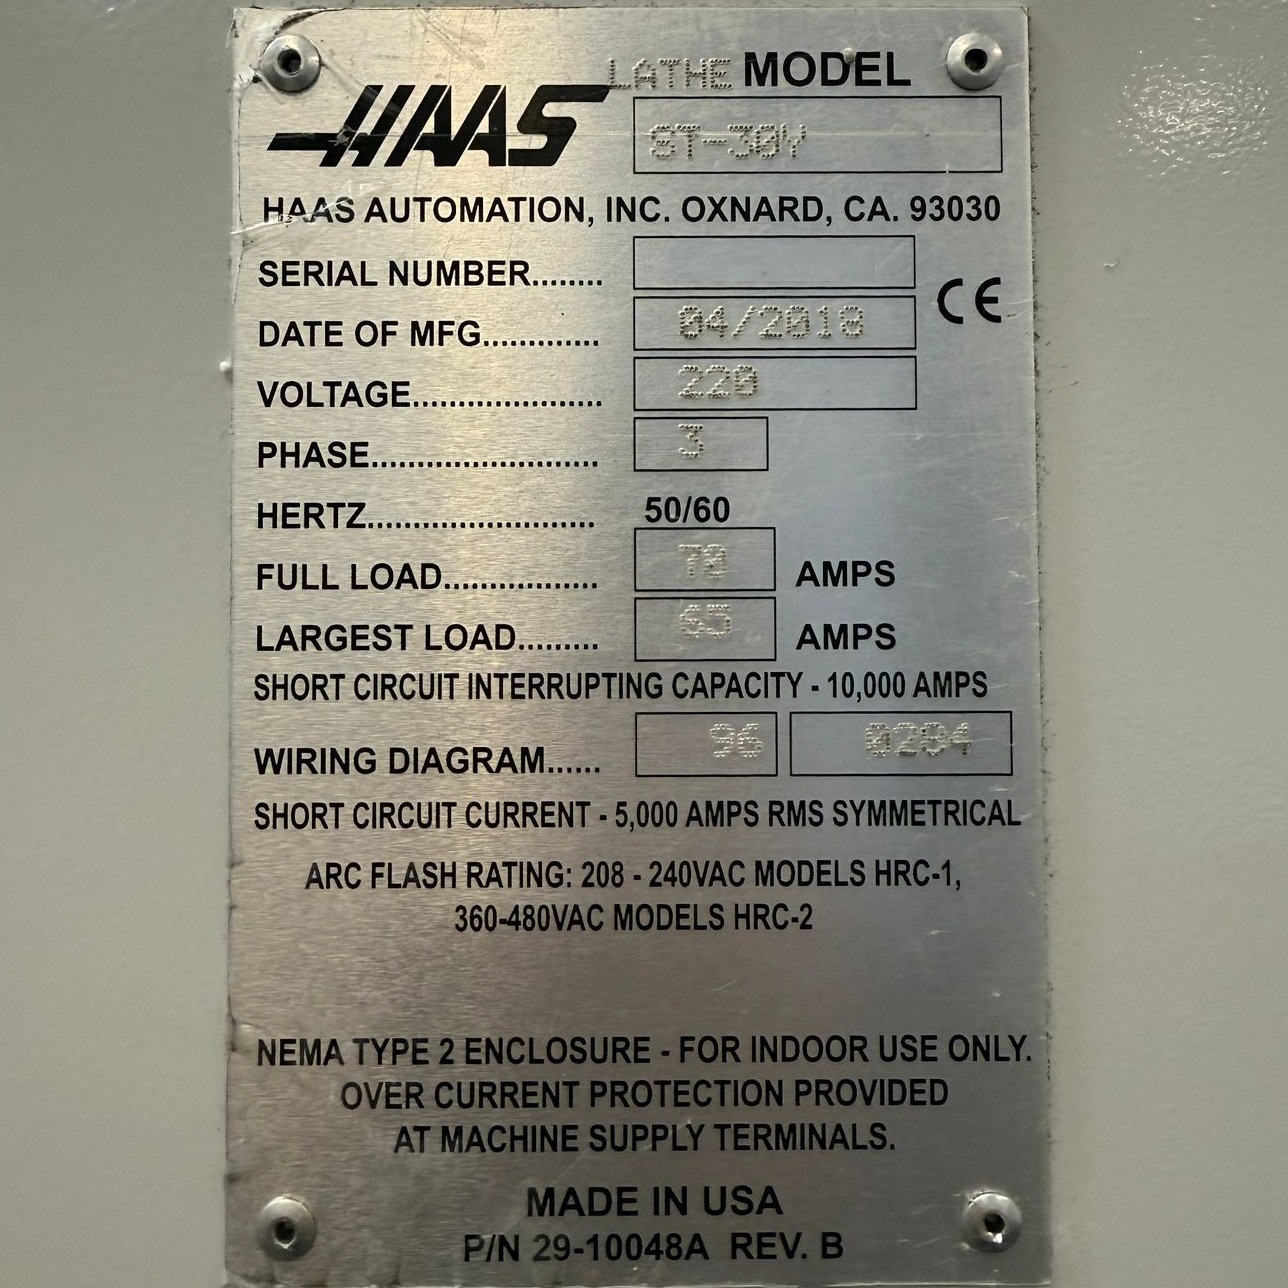 HAAS
LATHE MODEL
ST-30Y
HAAS AUTOMATION, INC. OXNARD, CA. 93030
SERIAL NUMBER........
CE
DATE OF MFG............. 04/2018
VOLTAGE.................... 220
PHASE........................ 3
HERTZ........................ 50/60
FULL LOAD................ 70 AMPS
LARGEST LOAD......... 65 AMPS
SHORT CIRCUIT INTERRUPTING CAPACITY - 10,000 AMPS
WIRING DIAGRAM...... 96 0294
SHORT CIRCUIT CURRENT - 5,000 AMPS RMS SYMMETRICAL
ARC FLASH RATING: 208 - 240VAC MODELS HRC-1,
360-480VAC MODELS HRC-2
NEMA TYPE 2 ENCLOSURE - FOR INDOOR USE ONLY.
OVER CURRENT PROTECTION PROVIDED
AT MACHINE SUPPLY TERMINALS.
MADE IN USA
P/N 29-10048A REV. B